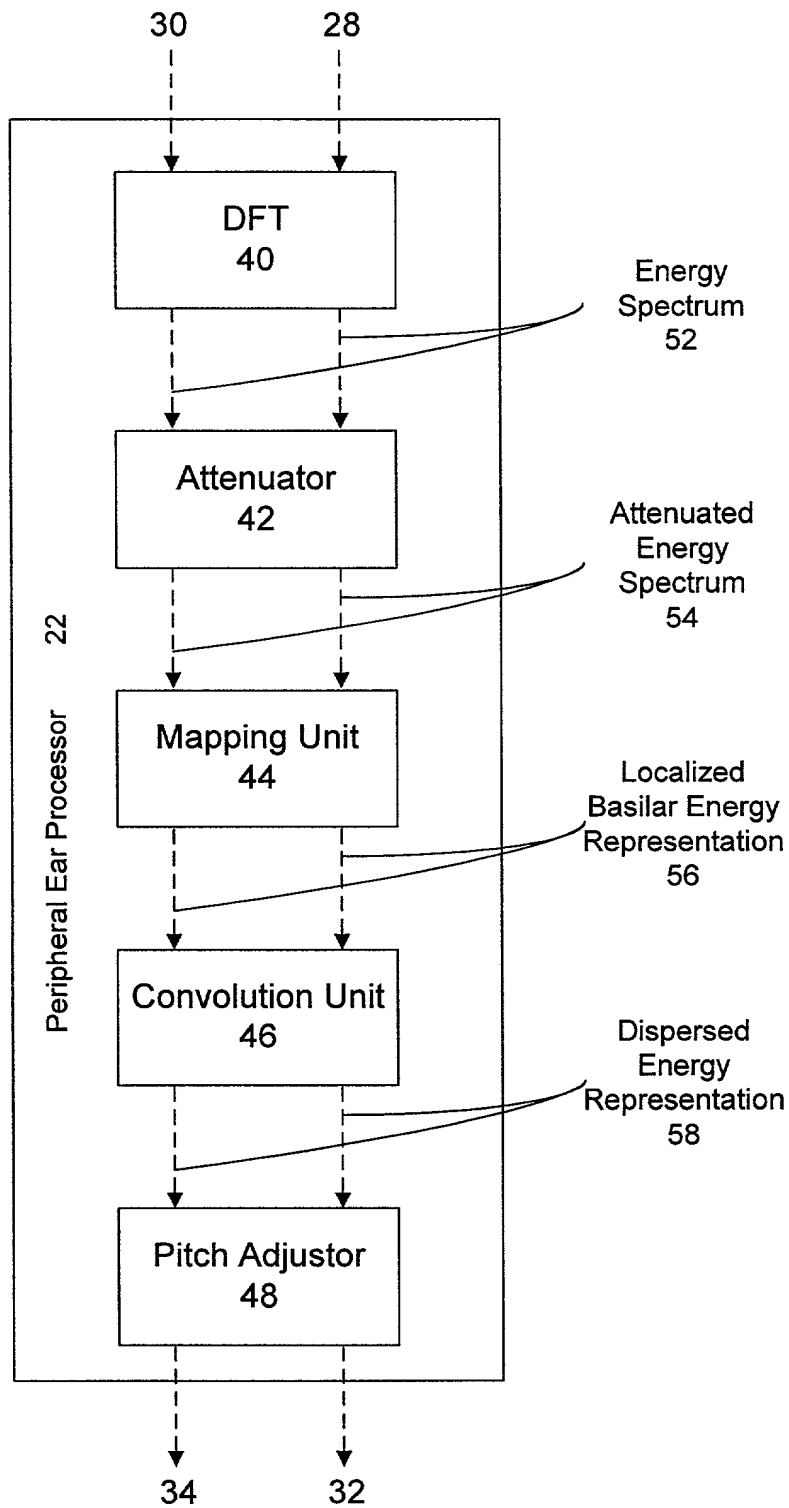 30
28
DFT
40
Energy
Spectrum
52
Attenuator
42
Attenuated
Energy
Spectrum
54
Peripheral Ear Processor 22
Mapping Unit
44
Localized
Basilar Energy
Representation
56
Convolution Unit
46
Dispersed
Energy
Representation
58
Pitch Adjustor
48
34
32